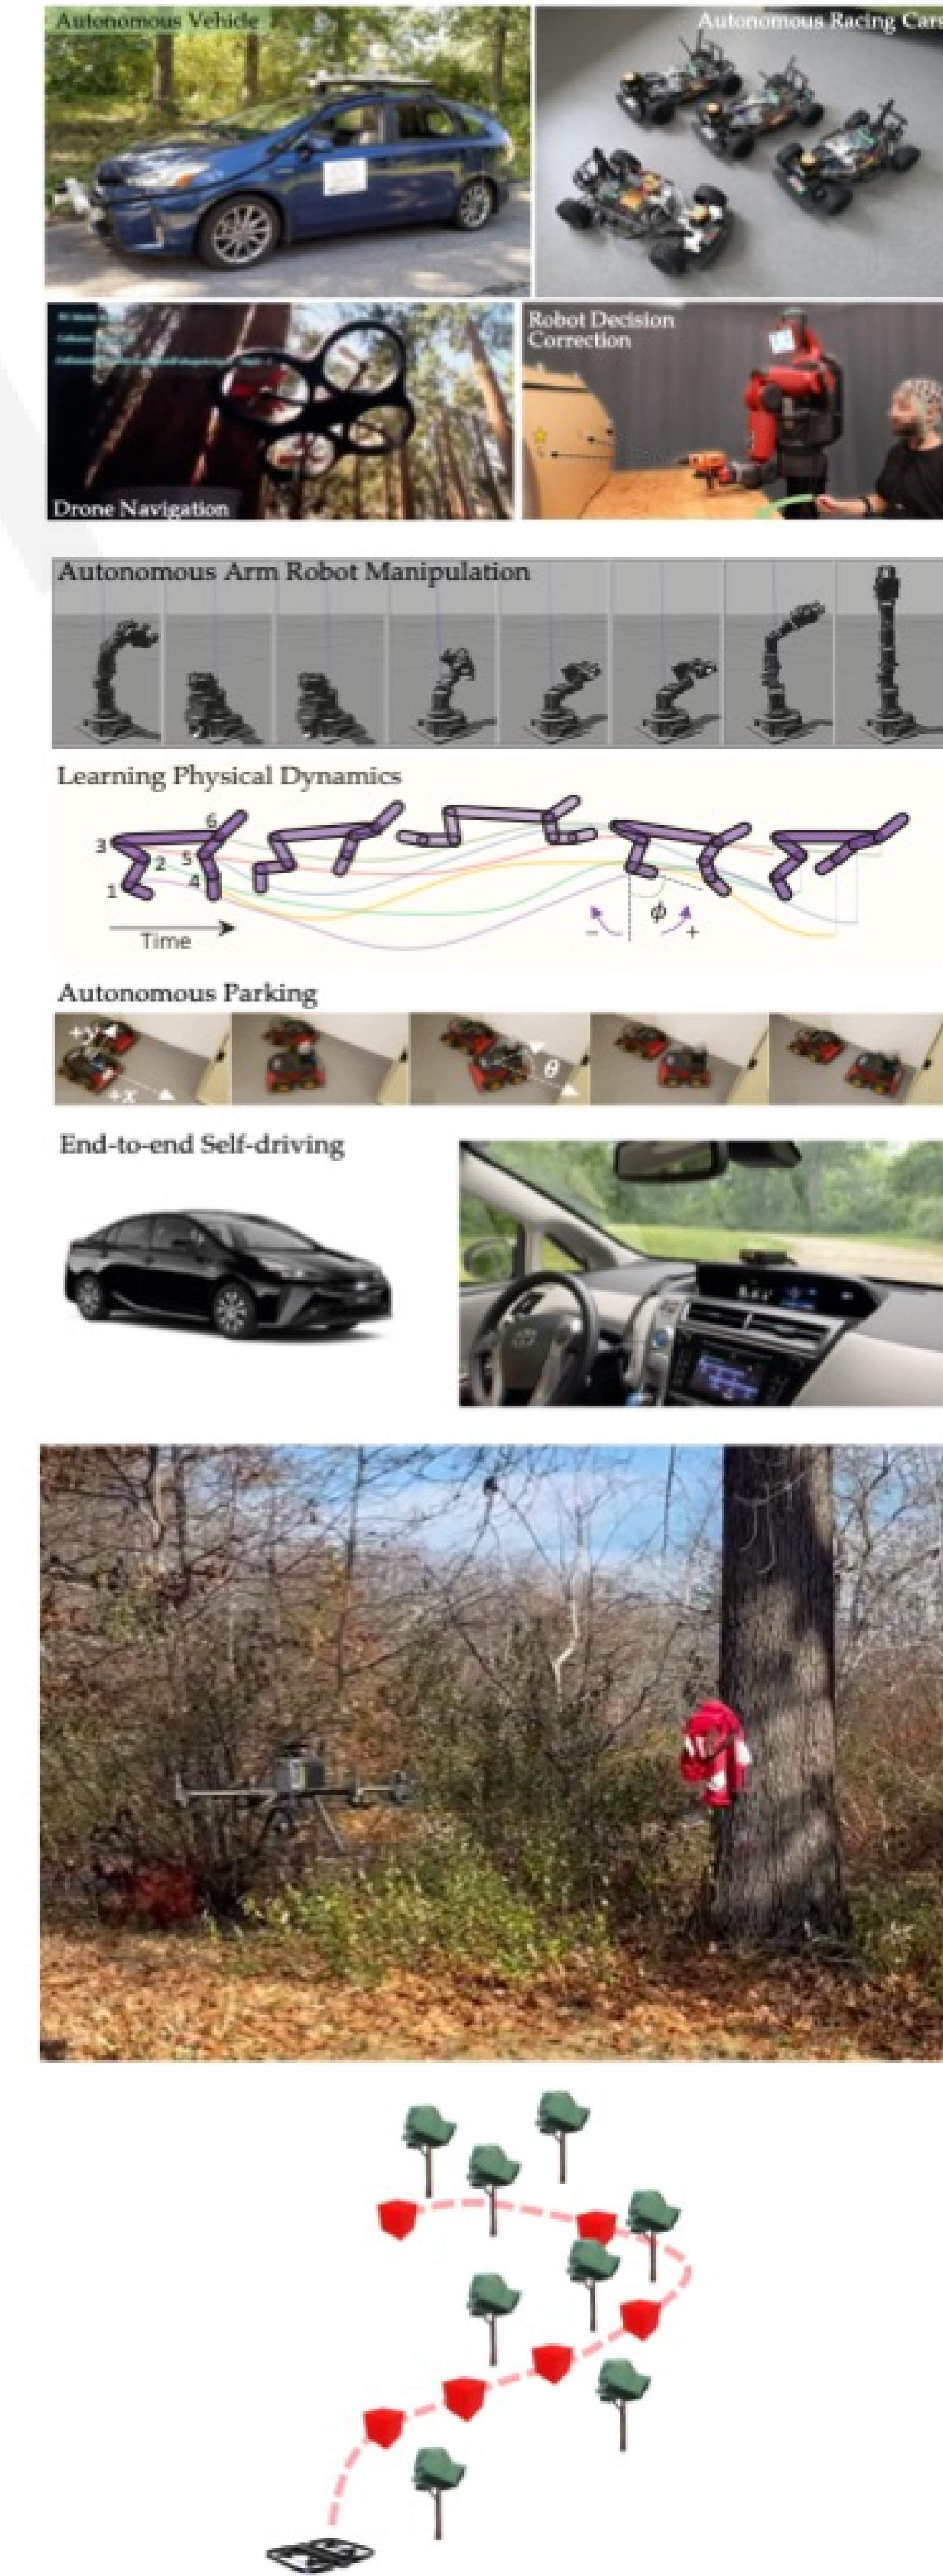 Autonomous Vehicle
Autonomous Racing Cars
Robot Decision
Correction
Drone Navigation
Autonomous Arm Robot Manipulation
Learning Physical Dynamics
6
3
2
5
1
4
Time
−
ϕ
+
Autonomous Parking
+y
+x
θ
End-to-end Self-driving